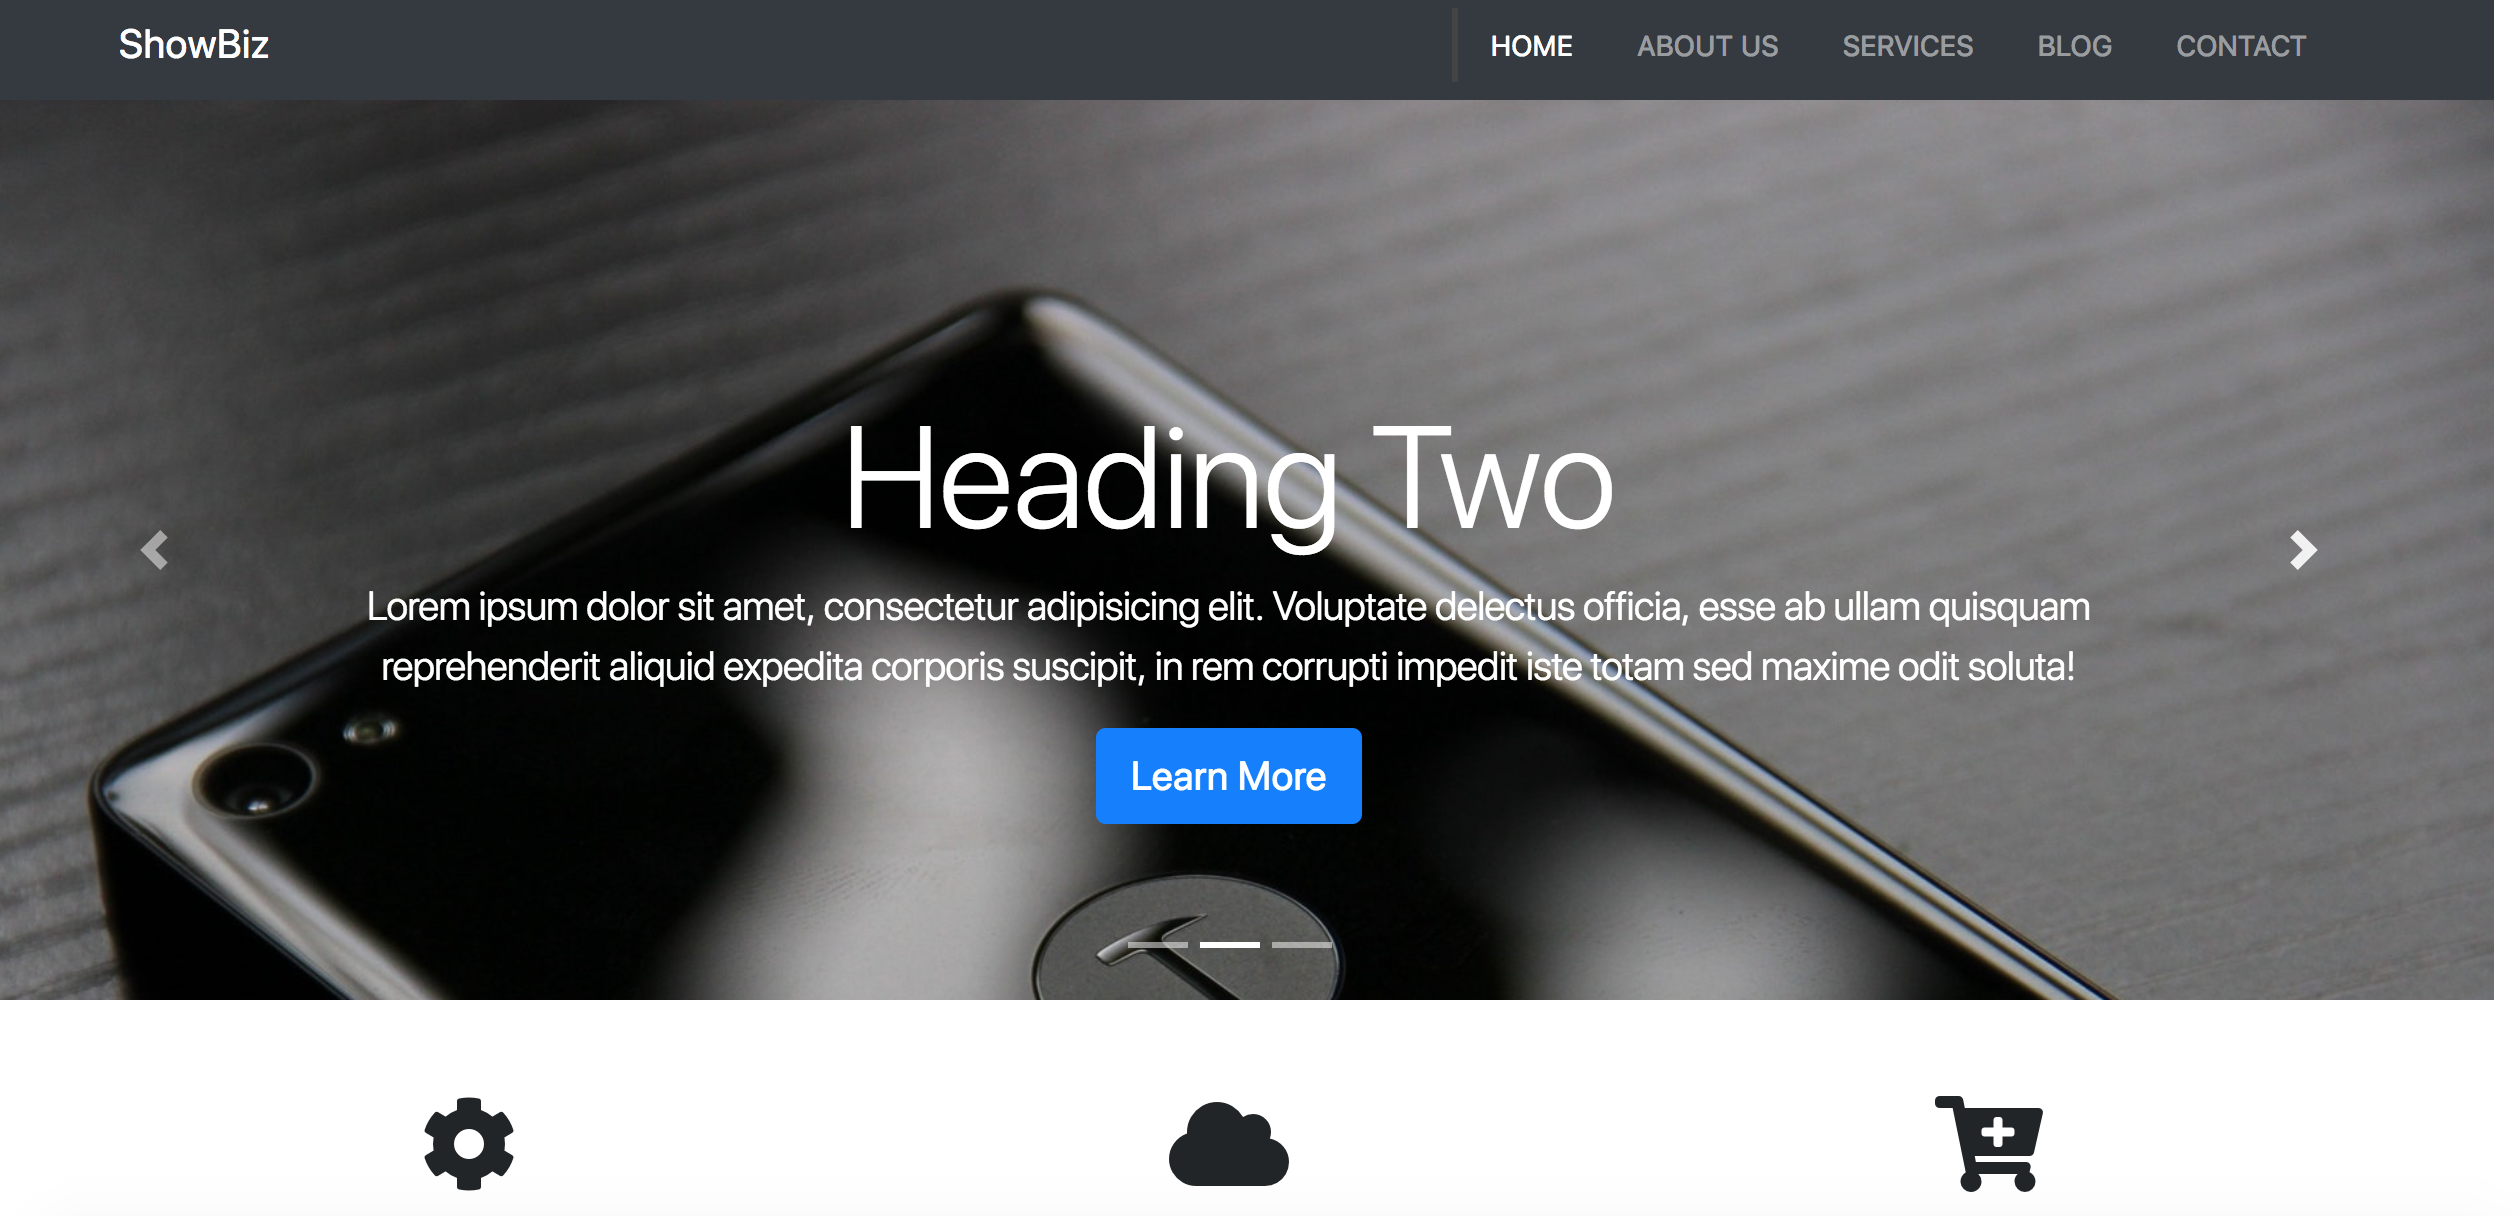 ShowBiz
HOME ABOUT US SERVICES BLOG CONTACT
Heading Two
Lorem ipsum dolor sit amet, consectetur adipisicing elit. Voluptate delectus officia, esse ab ullam quisquam
reprehenderit aliquid expedita corporis suscipit, in rem corrupti impedit iste totam sed maxime odit soluta!
Learn More